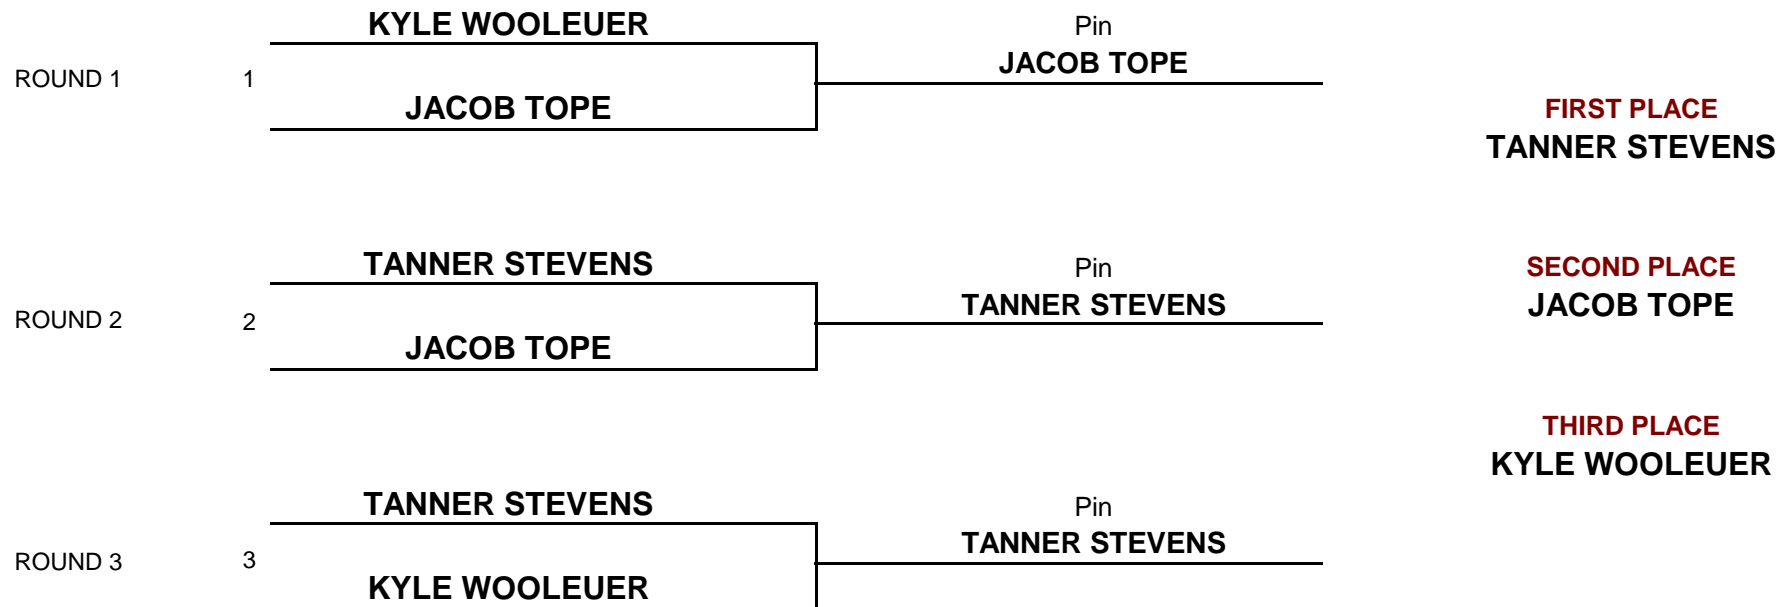 KYLE WOOLEUER
Pin
JACOB TOPE
ROUND 1
1
JACOB TOPE
FIRST PLACE
TANNER STEVENS
TANNER STEVENS
Pin
TANNER STEVENS
ROUND 2
2
JACOB TOPE
SECOND PLACE
JACOB TOPE
THIRD PLACE
KYLE WOOLEUER
TANNER STEVENS
Pin
TANNER STEVENS
ROUND 3
3
KYLE WOOLEUER